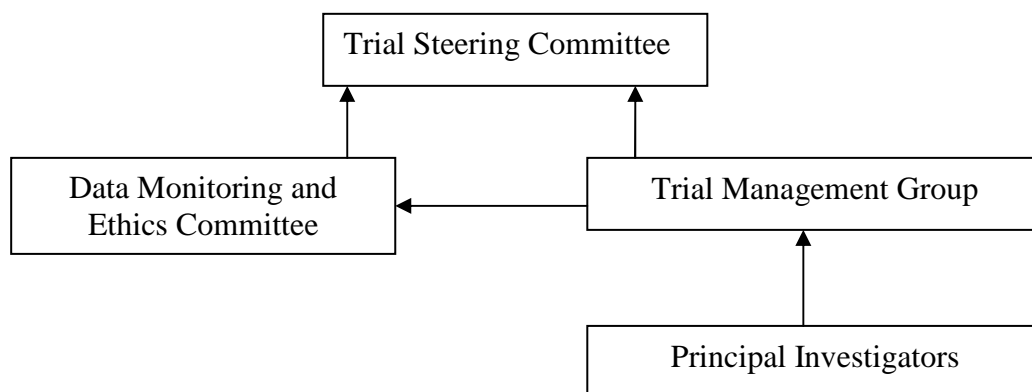 Trial Steering Committee
Data Monitoring and
Ethics Committee
Trial Management Group
Principal Investigators